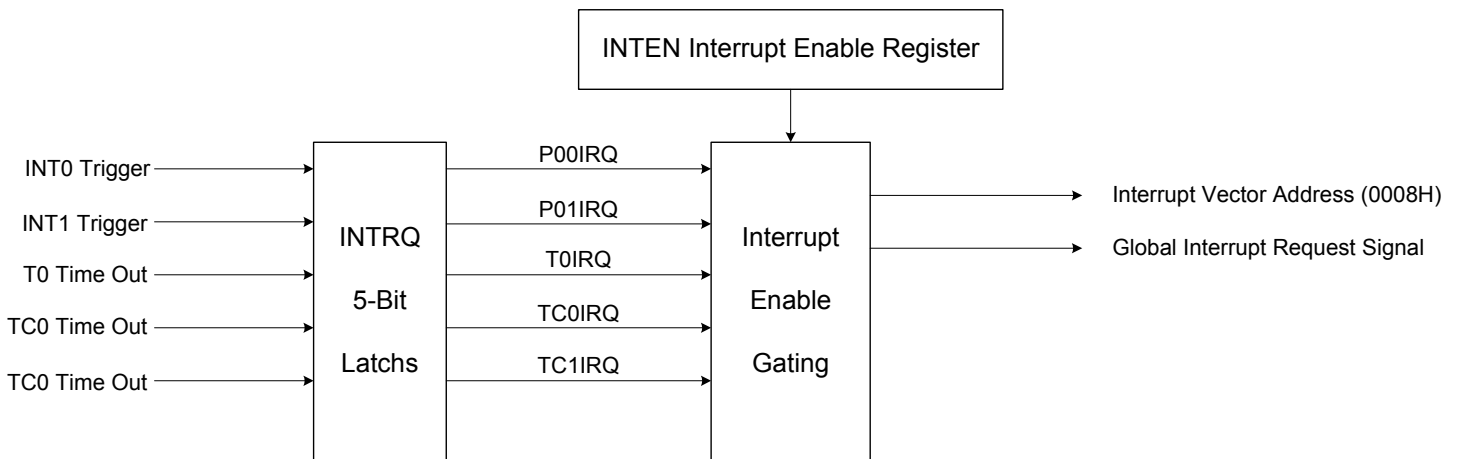 INTEN Interrupt Enable Register
INT0 Trigger
INT1 Trigger
T0 Time Out
TC0 Time Out
TC0 Time Out
INTRQ
5-Bit
Latchs
P00IRQ
P01IRQ
T0IRQ
TC0IRQ
TC1IRQ
Interrupt
Enable
Gating
Interrupt Vector Address (0008H)
Global Interrupt Request Signal